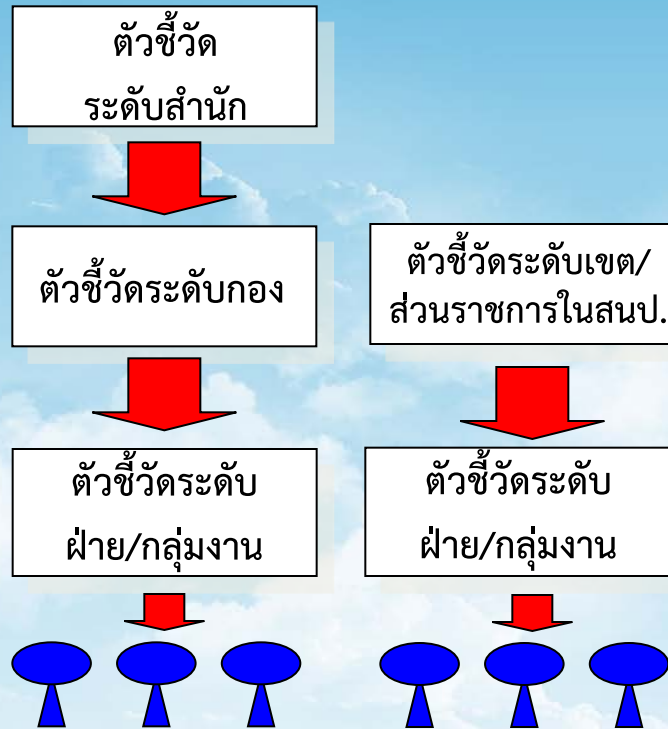 ตัวชี้วัด
ระดับสำนัก
ตัวชี้วัดระดับกอง
ตัวชี้วัดระดับ
ฝ่าย/กลุ่มงาน
ตัวชี้วัดระดับเขต/
ส่วนราชการในสนป.
ตัวชี้วัดระดับ
ฝ่าย/กลุ่มงาน